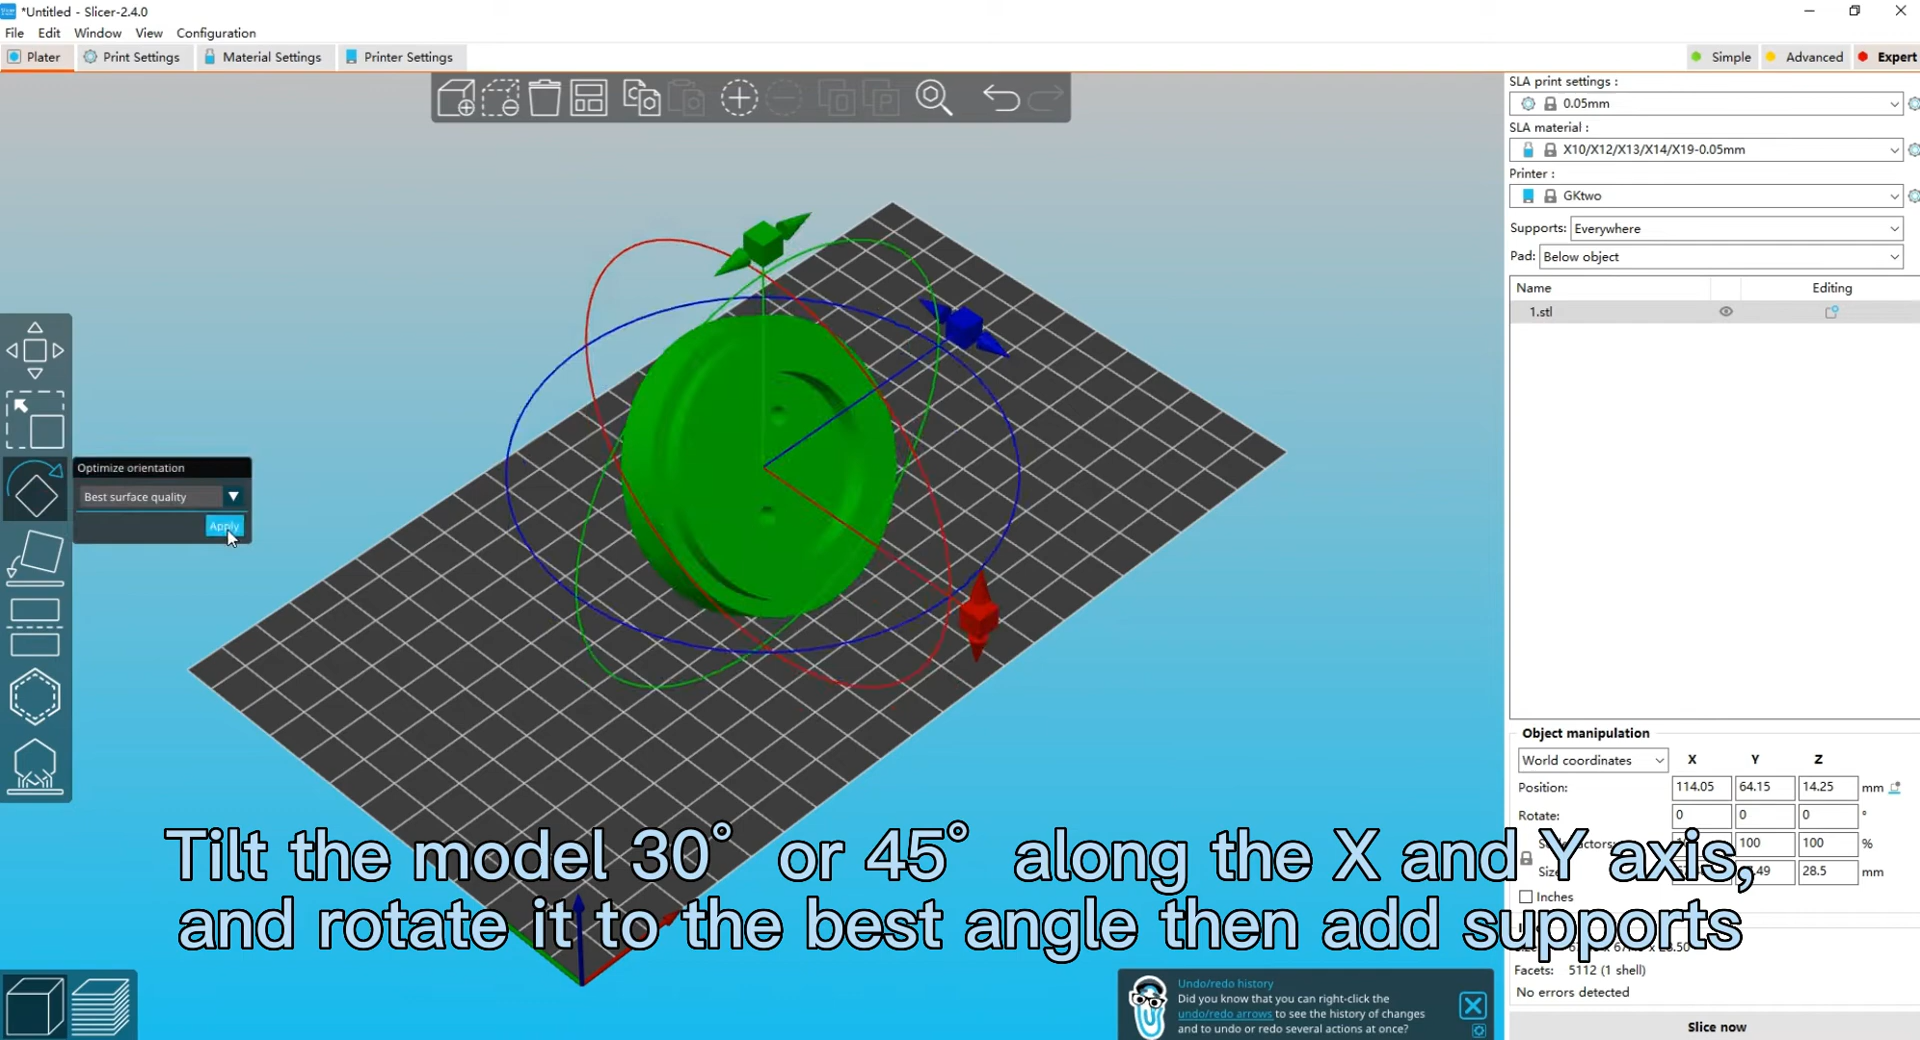 *Untitled - Slicer-2.4.0
File Edit Window View Configuration
Plater Print Settings Material Settings Printer Settings Simple Advanced Expert
SLA print settings :
0.05mm
SLA material :
X10/X12/X13/X14/X19-0.05mm
Printer :
GKtwo
Supports: Everywhere
Pad: Below object
Name Editing
1.stl
Optimize orientation
Best surface quality
Apply
Object manipulation
World coordinates X Y Z
Position: 114.05 64.15 14.25 mm
Rotate: 0 0 0 °
100 100 %
28.5 mm
Inches
Tilt the model 30° or 45° along the X and Y axis,
and rotate it to the best angle then add supports
Facets: 5112 (1 shell)
No errors detected
Undo/redo history
Did you know that you can right-click the
undo/redo arrows to see the history of changes
and to undo or redo several actions at once?
Slice now